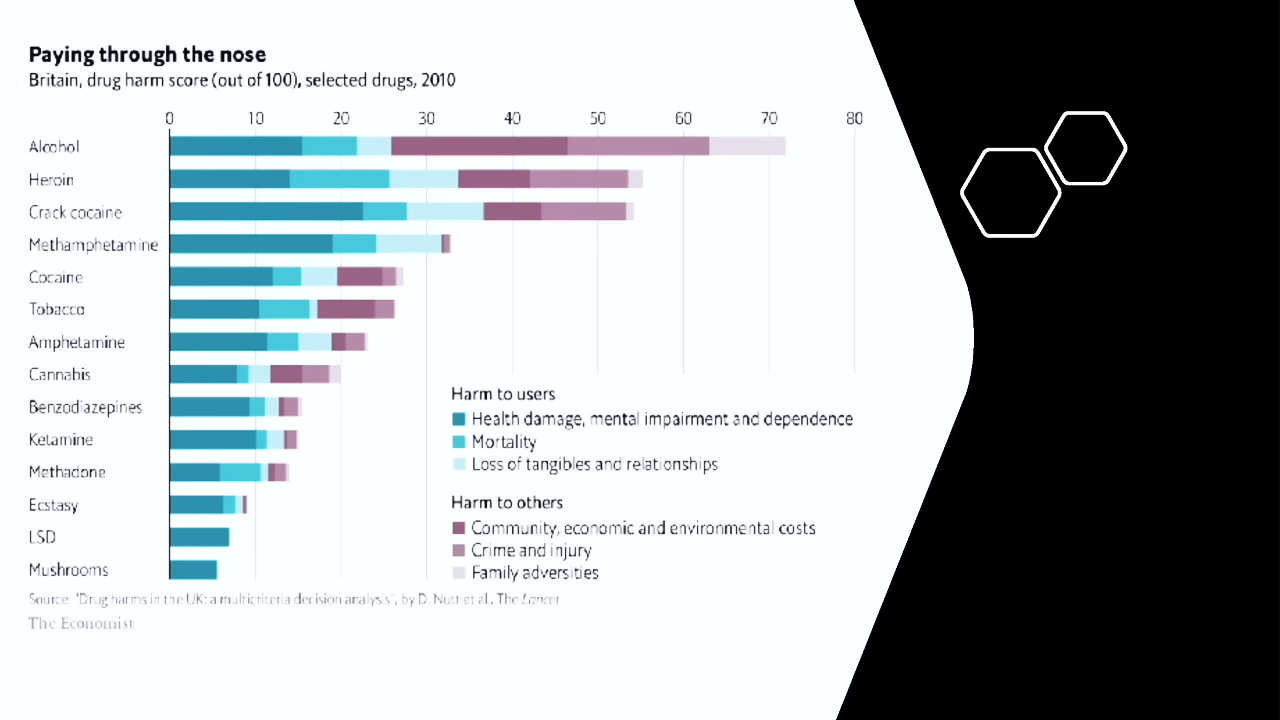 Paying through the nose
Britain, drug harm score (out of 100), selected drugs, 2010
0 10 20 30 40 50 60 70 80
Alcohol
Heroin
Crack cocaine
Methamphetamine
Cocaine
Tobacco
Amphetamine
Cannabis
Benzodiazepines
Ketamine
Methadone
Ecstasy
LSD
Mushrooms
Harm to users
Health damage, mental impairment and dependence
Mortality
Loss of tangibles and relationships
Harm to others
Community, economic and environmental costs
Crime and injury
Family adversities
Source: "Drug harms in the UK: a multicriteria decision analysis", by D. Nutt et al., The Lancet
The Economist